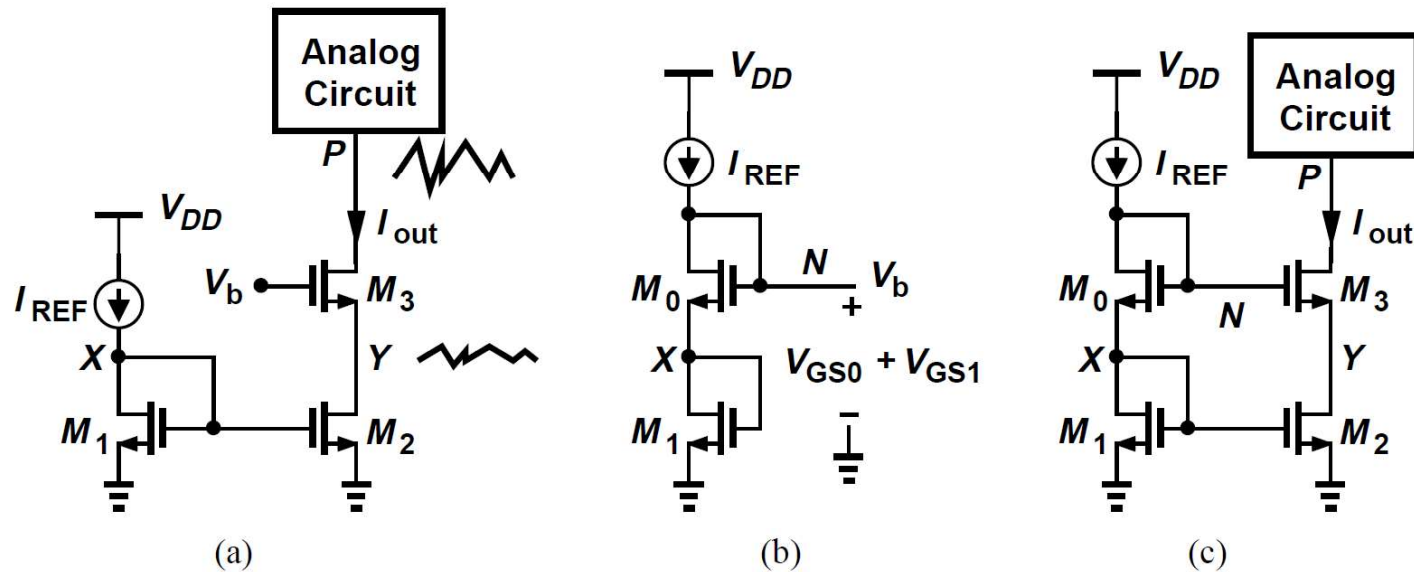 Analog
Circuit
P
V_DD
I_out
V_b
M_3
I_REF
X
Y
M_1
M_2
(a)
V_DD
I_REF
N
V_b
M_0
+
X
V_GS0 + V_GS1
M_1
–
(b)
Analog
Circuit
V_DD
P
I_REF
I_out
M_0
M_3
N
X
Y
M_1
M_2
(c)